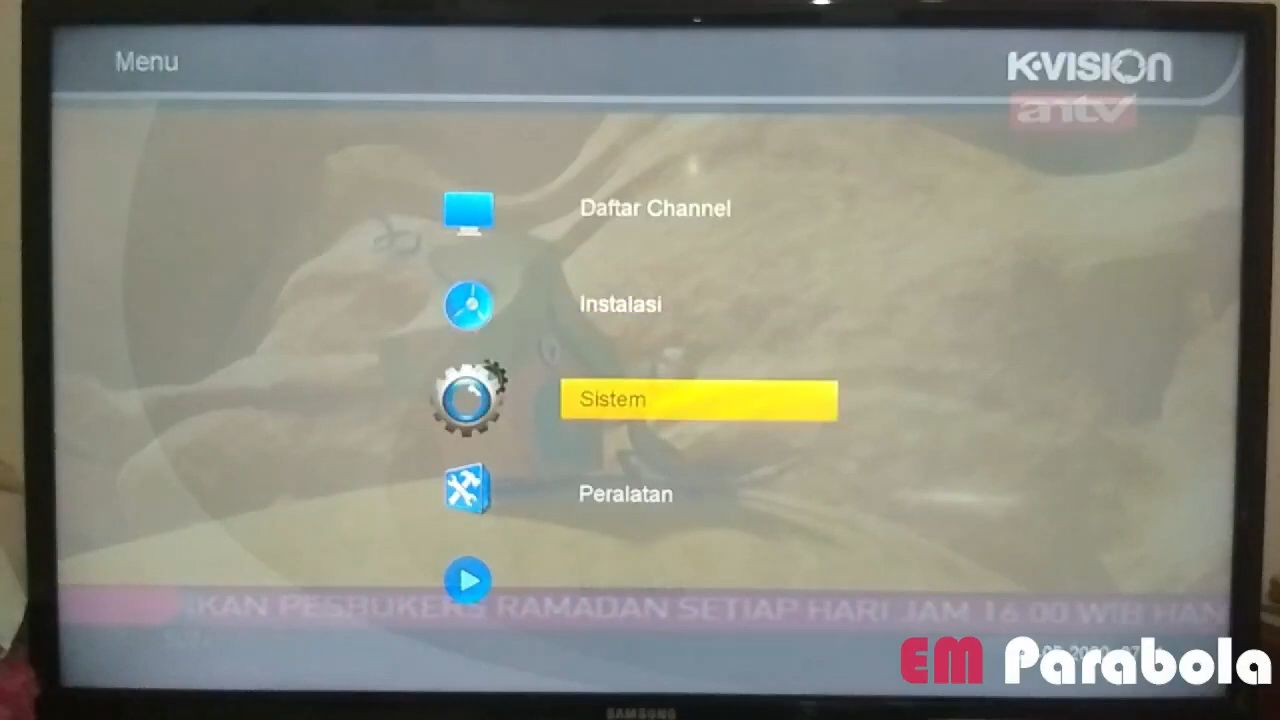 Menu
K-VISION
antv
Daftar Channel
Instalasi
Sistem
Peralatan
IKAN PESBUKERS RAMADAN SETIAP HARI JAM 16.00 WIB HAN
EM Parabola
SAMSUNG